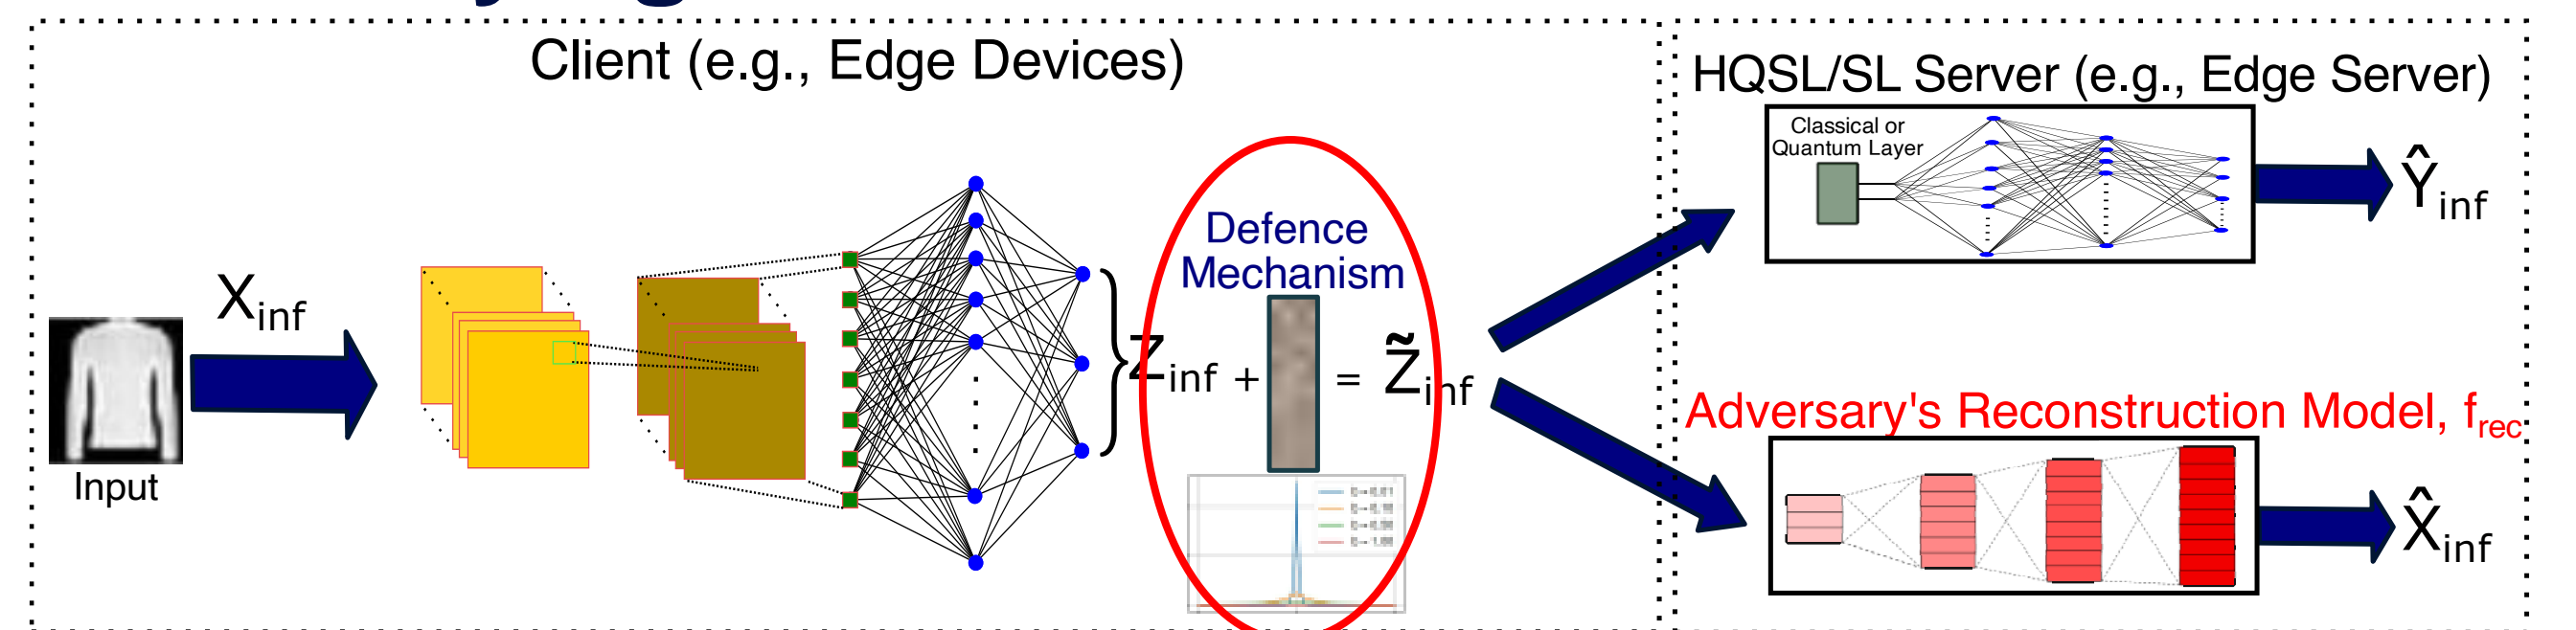 Client (e.g., Edge Devices)
HQSL/SL Server (e.g., Edge Server)
Classical or
Quantum Layer
Ŷinf
Defence
Mechanism
Xinf
Zinf + = Z̃inf
Input
Adversary's Reconstruction Model, frec
X̂inf